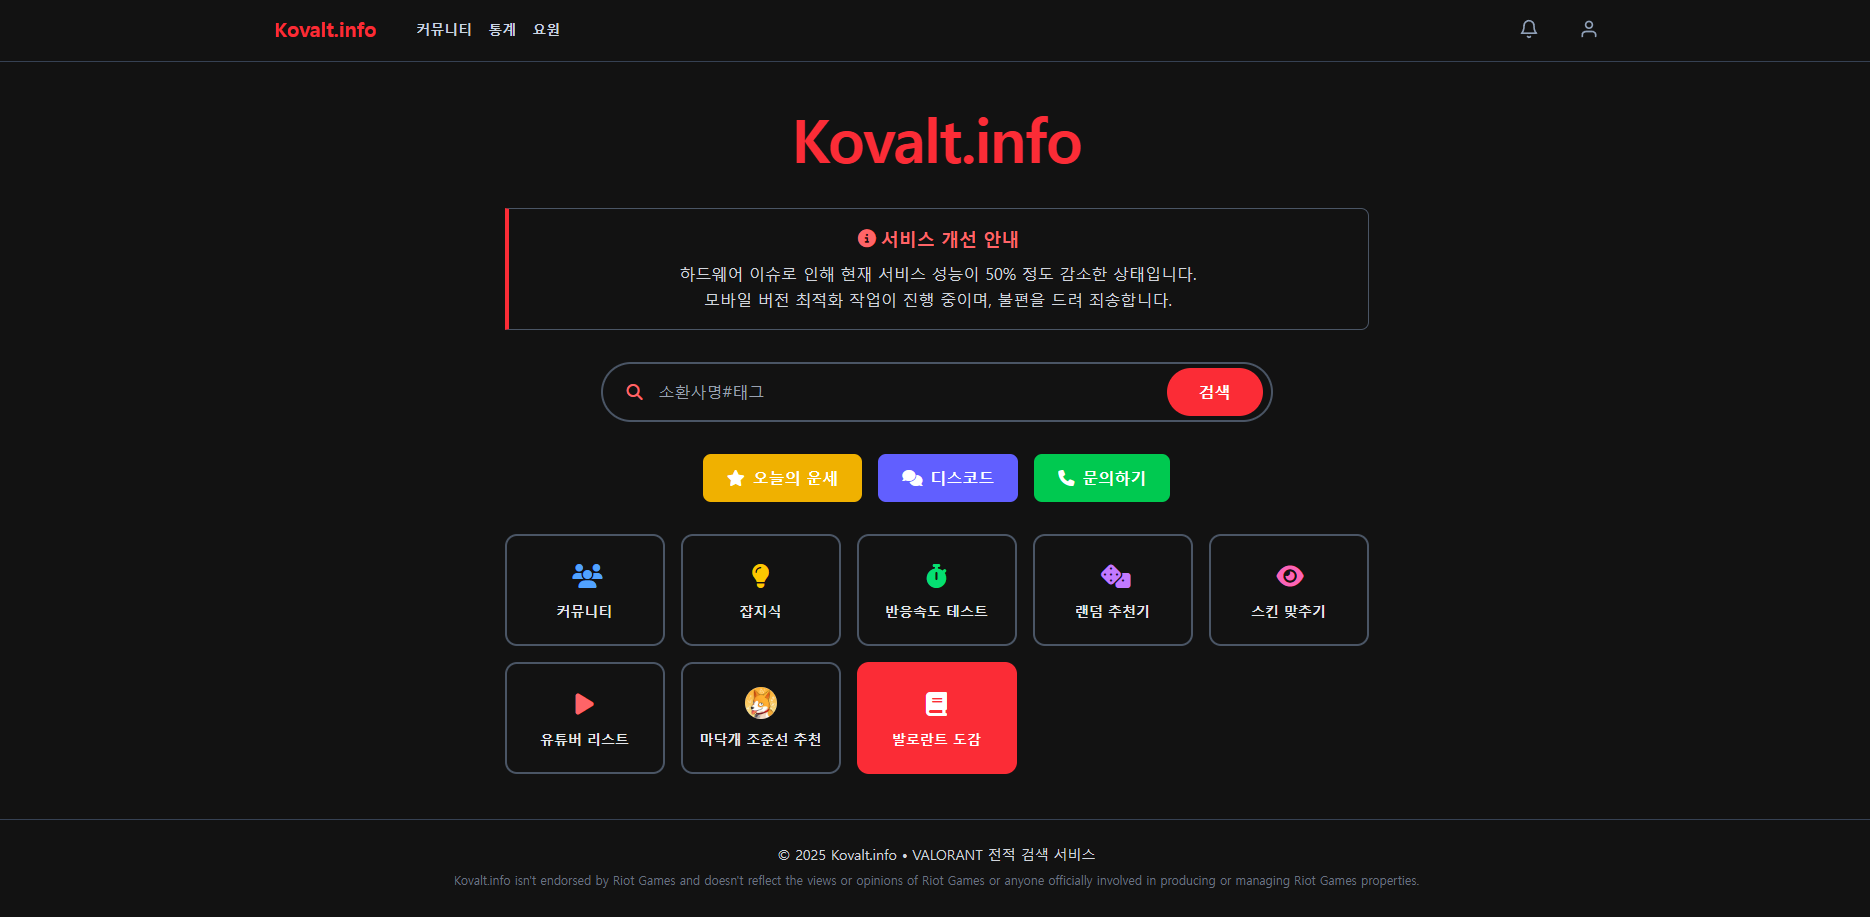 Kovalt.info
커뮤니티 통계 요원
Kovalt.info
서비스 개선 안내
하드웨어 이슈로 인해 현재 서비스 성능이 50% 정도 감소한 상태입니다.
모바일 버전 최적화 작업이 진행 중이며, 불편을 드려 죄송합니다.
소환사명#태그
검색
오늘의 운세
디스코드
문의하기
커뮤니티
잡지식
반응속도 테스트
랜덤 추천기
스킨 맞추기
유튜버 리스트
마닥개 조준선 추천
발로란트 도감
© 2025 Kovalt.info • VALORANT 전적 검색 서비스
Kovalt.info isn't endorsed by Riot Games and doesn't reflect the views or opinions of Riot Games or anyone officially involved in producing or managing Riot Games properties.